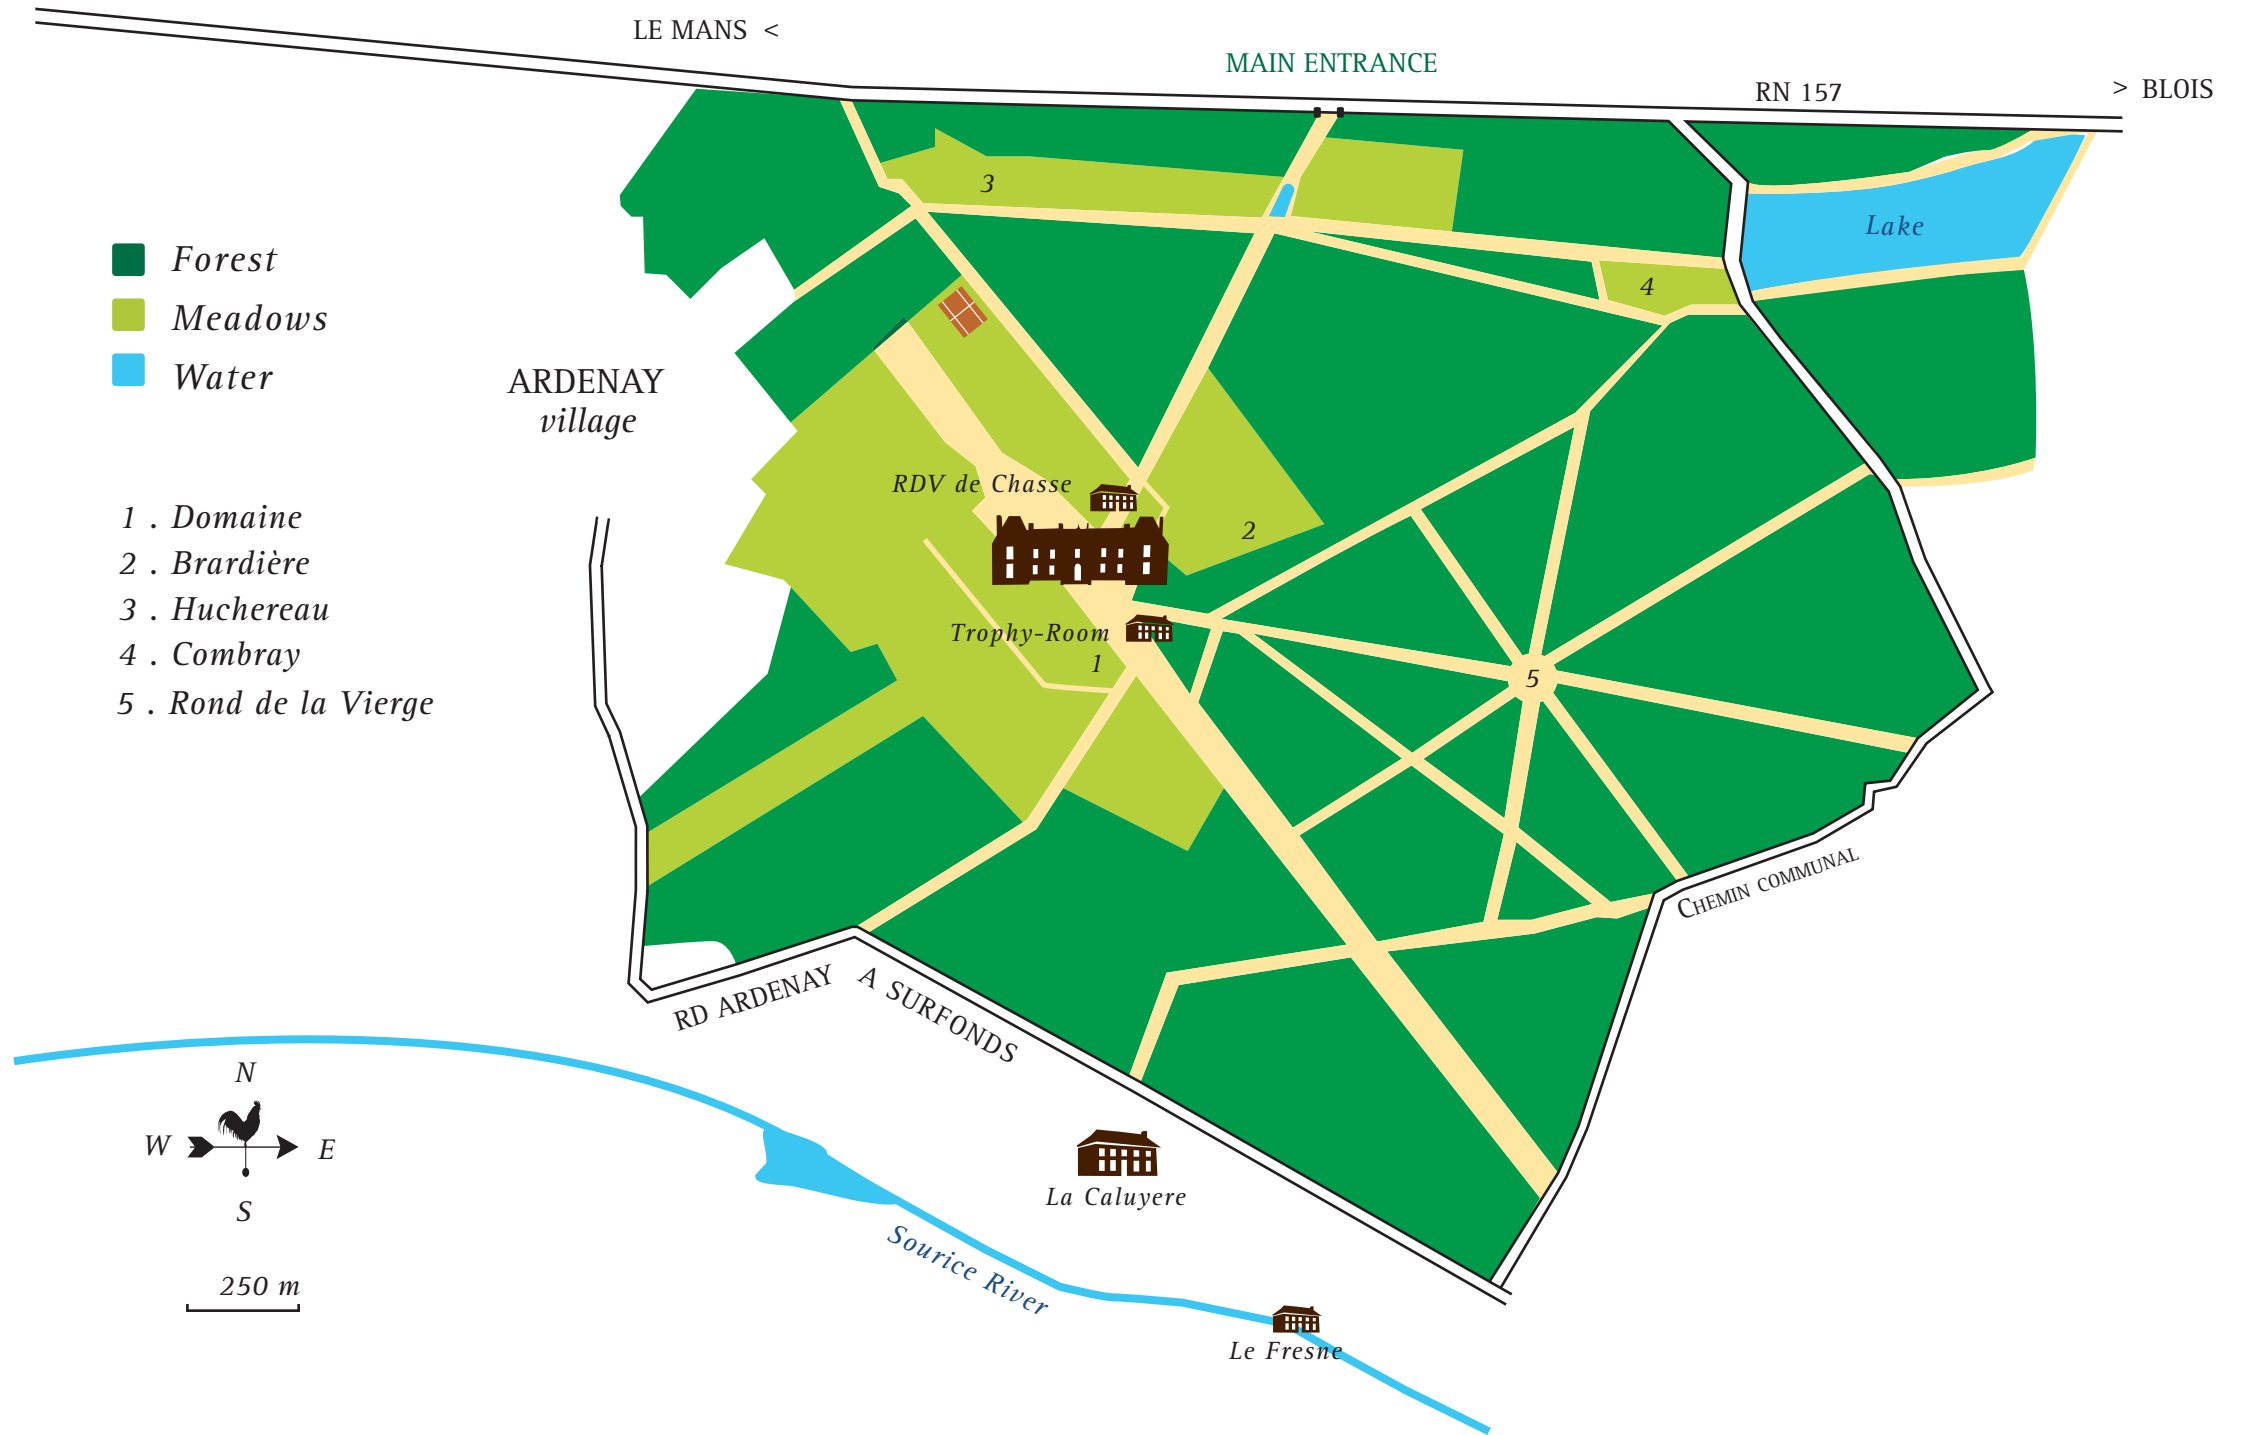 LE MANS <
MAIN ENTRANCE
RN 157
> BLOIS
3
Lake
Forest
4
Meadows
Water
ARDENAY
village
RDV de Chasse
2
1 . Domaine
2 . Brardière
3 . Huchereau
4 . Combray
5 . Rond de la Vierge
Trophy-Room
1
5
CHEMIN COMMUNAL
RD ARDENAY A SURFONDS
N
W
E
S
La Caluyere
Sourice River
250 m
Le Fresne